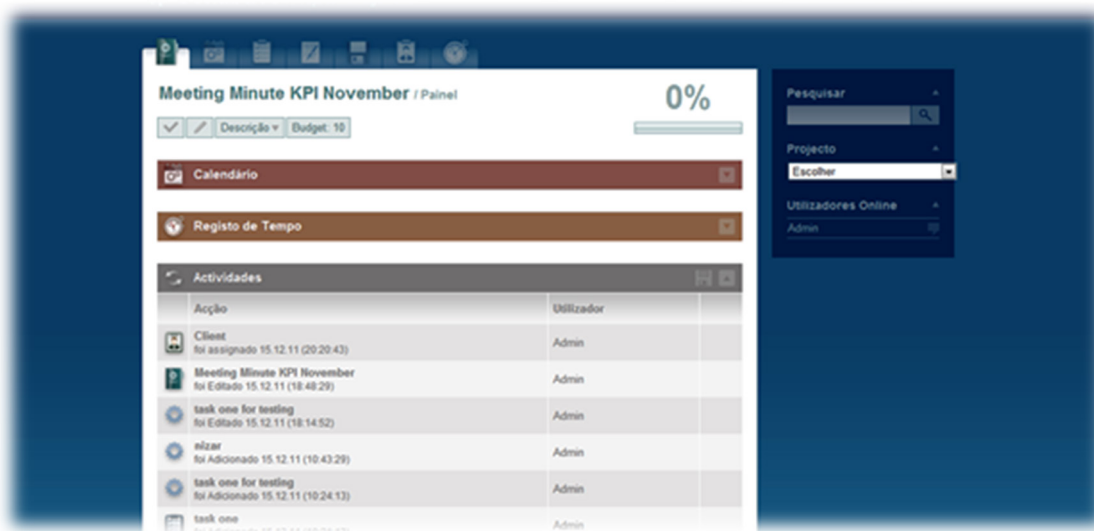 Meeting Minute KPI November / Painel
0%
Descrição
Budget: 10
Calendário
Registo de Tempo
Actividades
Acção Utilizador
Client
foi assignado 15.12.11 (20:20:43)
Admin
Meeting Minute KPI November
foi Editado 15.12.11 (18:48:29)
Admin
task one for testing
foi Editado 15.12.11 (18:14:52)
Admin
nizar
foi Adicionado 15.12.11 (10:43:29)
Admin
task one for testing
foi Adicionado 15.12.11 (10:24:13)
Admin
task one
Admin
Pesquisar
Projecto
Escolher
Utilizadores Online
Admin